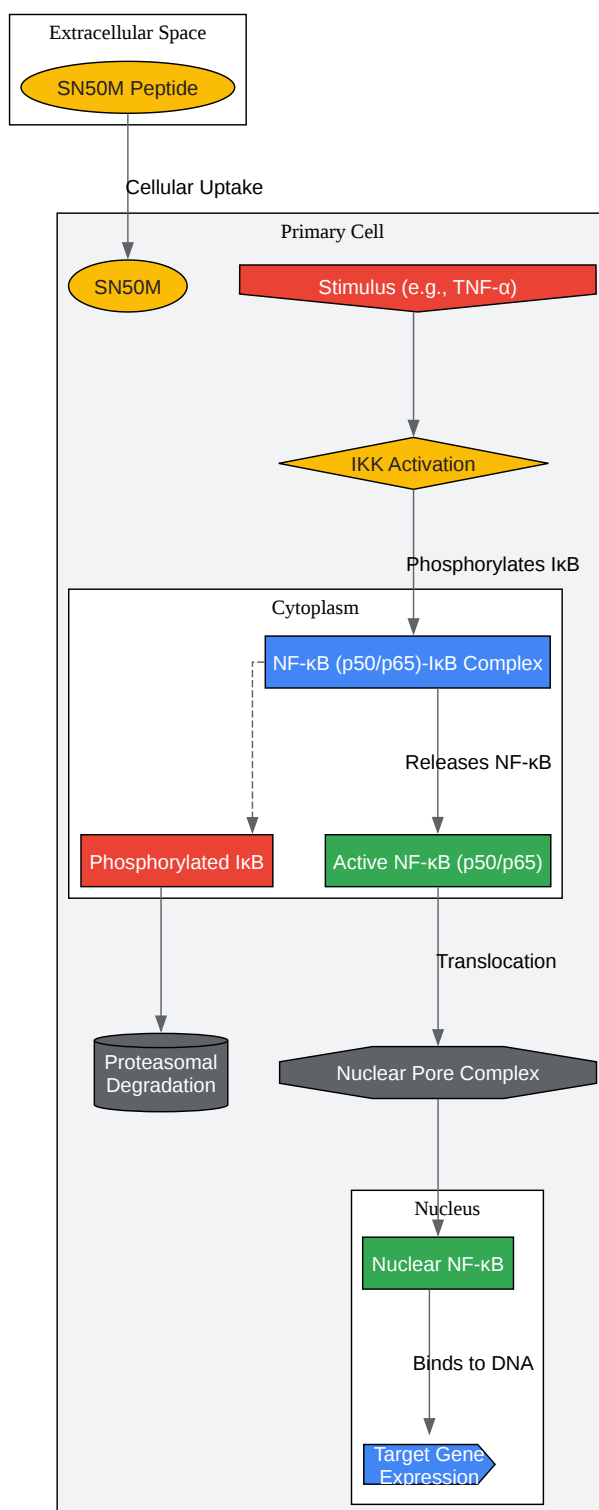 Extracellular Space
SN50M Peptide
Cellular Uptake
Primary Cell
SN50M
Stimulus (e.g., TNF-α)
IKK Activation
Phosphorylates IκB
Cytoplasm
NF-κB (p50/p65)-IκB Complex
Releases NF-κB
Phosphorylated IκB
Active NF-κB (p50/p65)
Translocation
Proteasomal
Degradation
Nuclear Pore Complex
Nucleus
Nuclear NF-κB
Binds to DNA
Target Gene
Expression